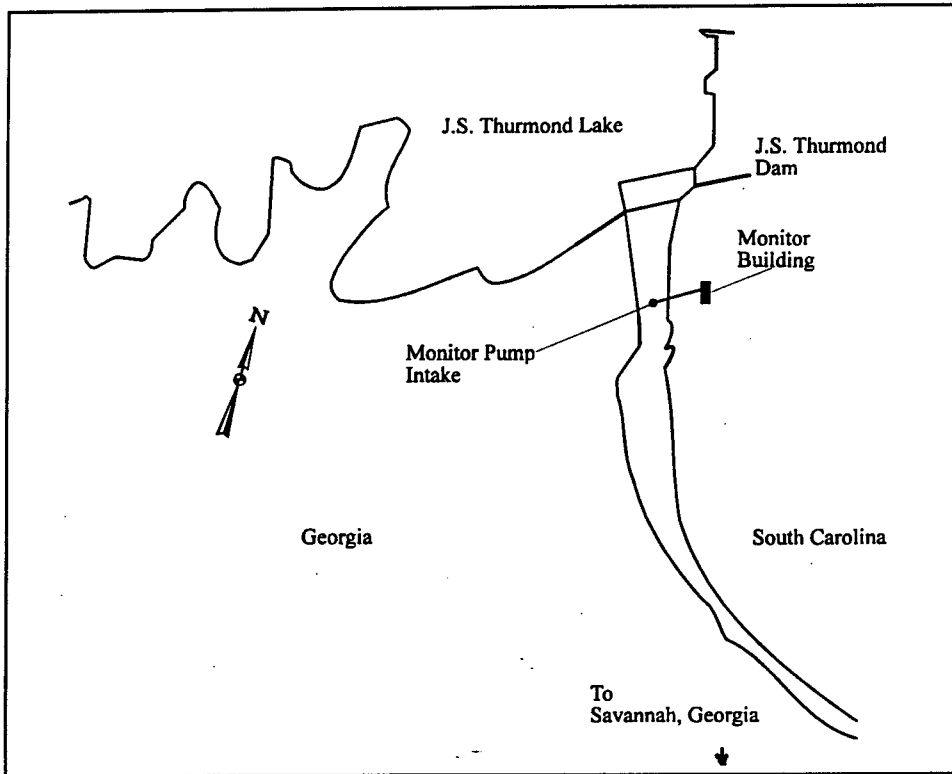 J.S. Thurmond Lake
J.S. Thurmond
Dam
Monitor
Building
N
Monitor Pump
Intake
Georgia
South Carolina
To
Savannah, Georgia